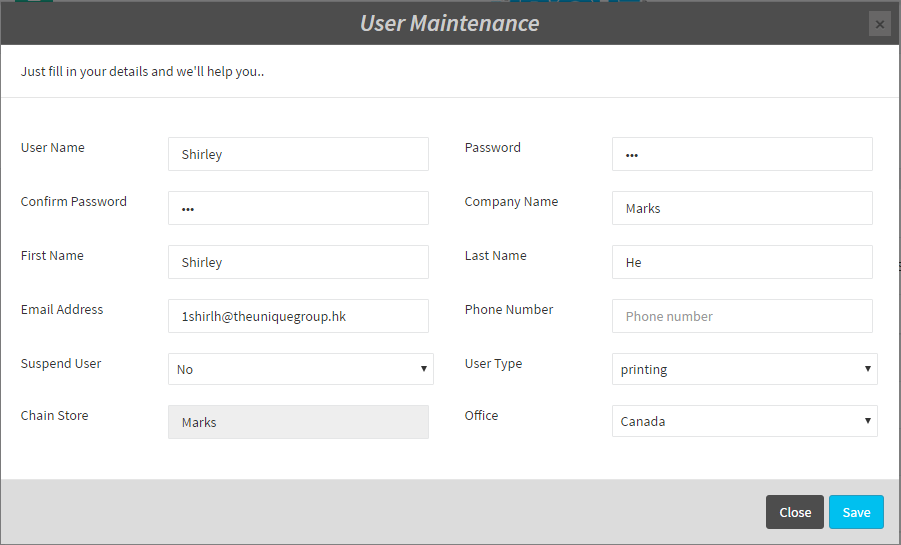 User Maintenance ×
Just fill in your details and we'll help you..
User Name Shirley Password •••
Confirm Password ••• Company Name Marks
First Name Shirley Last Name He
Email Address 1shirlh@theuniquegroup.hk Phone Number Phone number
Suspend User No User Type printing
Chain Store Marks Office Canada
Close Save